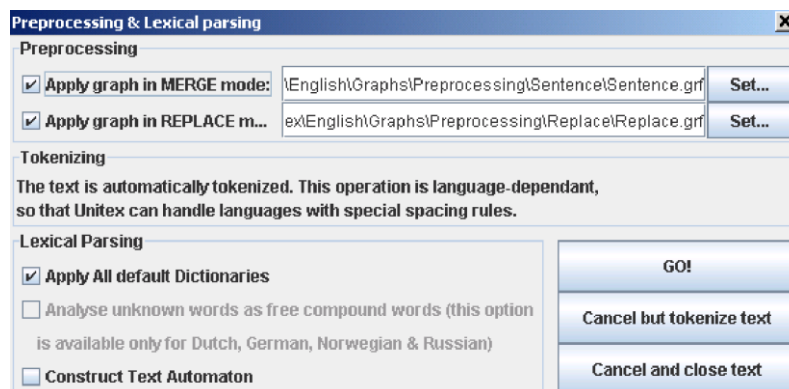 Preprocessing & Lexical parsing
Preprocessing
Apply graph in MERGE mode: \English\Graphs\Preprocessing\Sentence\Sentence.grf Set...
Apply graph in REPLACE m... ex\English\Graphs\Preprocessing\Replace\Replace.grf Set...
Tokenizing
The text is automatically tokenized. This operation is language-dependant,
so that Unitex can handle languages with special spacing rules.
Lexical Parsing
Apply All default Dictionaries
Analyse unknown words as free compound words (this option
is available only for Dutch, German, Norwegian & Russian)
Construct Text Automaton
GO!
Cancel but tokenize text
Cancel and close text